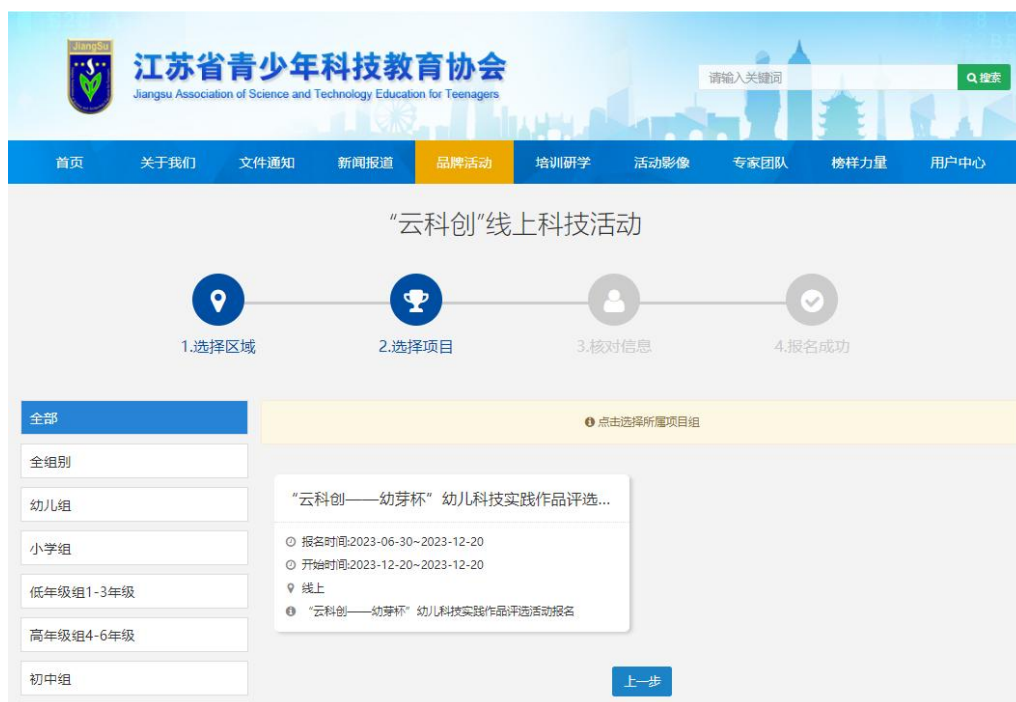 JiangSu
江苏省青少年科技教育协会
Jiangsu Association of Science and Technology Education for Teenagers
请输入关键词
搜索
首页 关于我们 文件通知 新闻报道 品牌活动 培训研学 活动影像 专家团队 榜样力量 用户中心
“云科创”线上科技活动
1.选择区域 2.选择项目 3.核对信息 4.报名成功
全部
点击选择所属项目组
全组别
幼儿组
小学组
低年级组1-3年级
高年级组4-6年级
初中组
“云科创——幼芽杯”幼儿科技实践作品评选...
报名时间:2023-06-30~2023-12-20
开始时间:2023-12-20~2023-12-20
线上
“云科创——幼芽杯”幼儿科技实践作品评选活动报名
上一步